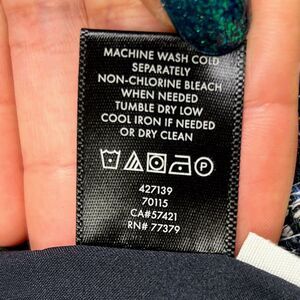 MACHINE WASH COLD
SEPARATELY
NON-CHLORINE BLEACH
WHEN NEEDED
TUMBLE DRY LOW
COOL IRON IF NEEDED
OR DRY CLEAN
P
427139
70115
CA#57421
RN# 77379